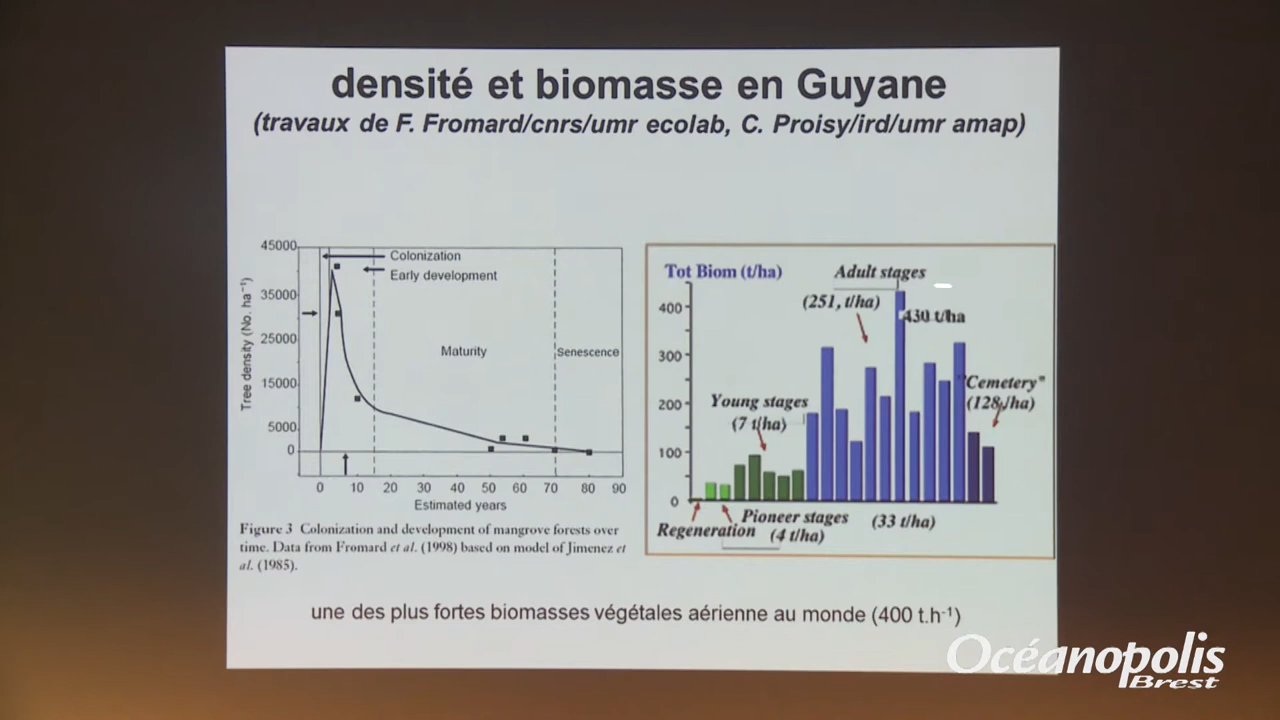 densité et biomasse en Guyane
(travaux de F. Fromard/cnrs/umr ecolab, C. Proisy/ird/umr amap)
45000
35000
25000
15000
5000
0
Tree density (No. ha⁻¹)
Colonization
Early development
Maturity
Senescence
0 10 20 30 40 50 60 70 80 90
Estimated years
Figure 3 Colonization and development of mangrove forests over
time. Data from Fromard et al. (1998) based on model of Jimenez et
al. (1985).
Tot Biom (t/ha)
400
300
200
100
0
Adult stages
(251, t/ha)
430 t/ha
Young stages
(7 t/ha)
"Cemetery"
(128,/ha)
Regeneration
Pioneer stages
(4 t/ha)
(33 t/ha)
une des plus fortes biomasses végétales aérienne au monde (400 t.h⁻¹)
Océanopolis
Brest